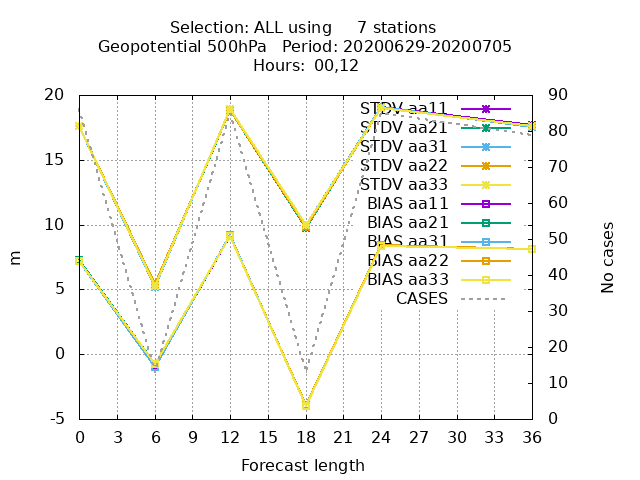 Selection: ALL using 7 stations
Geopotential 500hPa Period: 20200629-20200705
Hours: 00,12
20
15
10
5
0
-5
m
90
80
70
60
50
40
30
20
10
0
No cases
STDV aa11
STDV aa21
STDV aa31
STDV aa22
STDV aa33
BIAS aa11
BIAS aa21
BIAS aa31
BIAS aa22
BIAS aa33
CASES
0 3 6 9 12 15 18 21 24 27 30 33 36
Forecast length